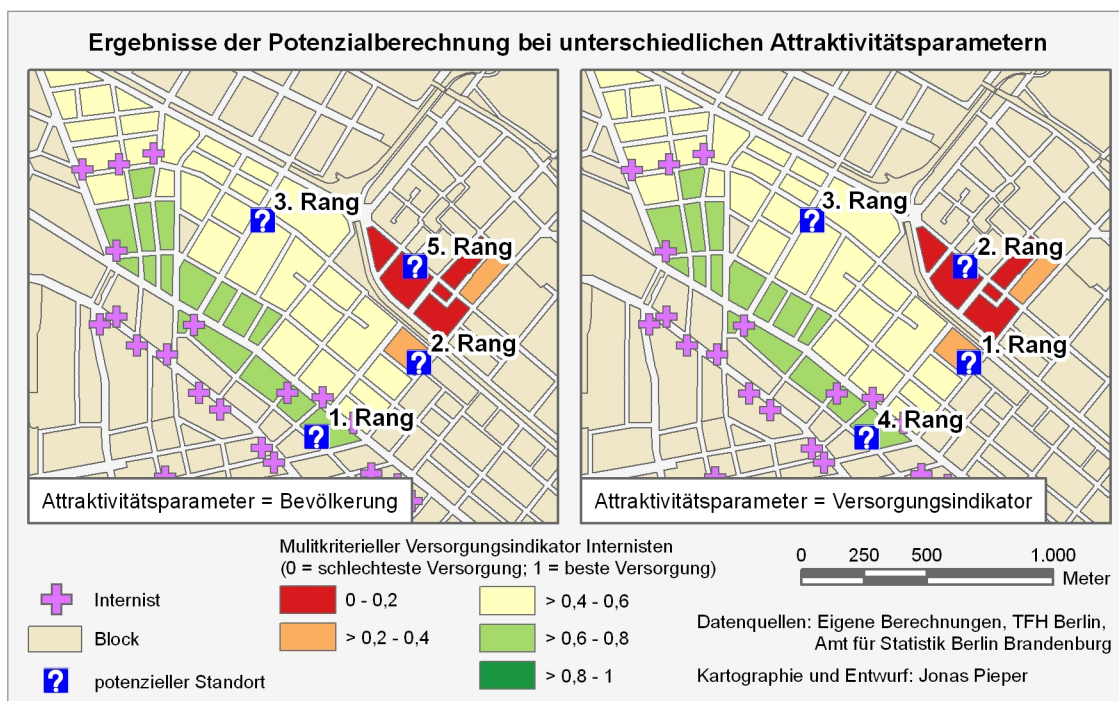 Ergebnisse der Potenzialberechnung bei unterschiedlichen Attraktivitätsparametern
3. Rang
5. Rang
2. Rang
1. Rang
Attraktivitätsparameter = Bevölkerung
3. Rang
2. Rang
1. Rang
4. Rang
Attraktivitätsparameter = Versorgungsindikator
Internist
Block
? potenzieller Standort
Mulitkriterieller Versorgungsindikator Internisten
(0 = schlechteste Versorgung; 1 = beste Versorgung)
0 - 0,2
> 0,2 - 0,4
> 0,4 - 0,6
> 0,6 - 0,8
> 0,8 - 1
0 250 500 1.000
Meter
Datenquellen: Eigene Berechnungen, TFH Berlin,
Amt für Statistik Berlin Brandenburg
Kartographie und Entwurf: Jonas Pieper